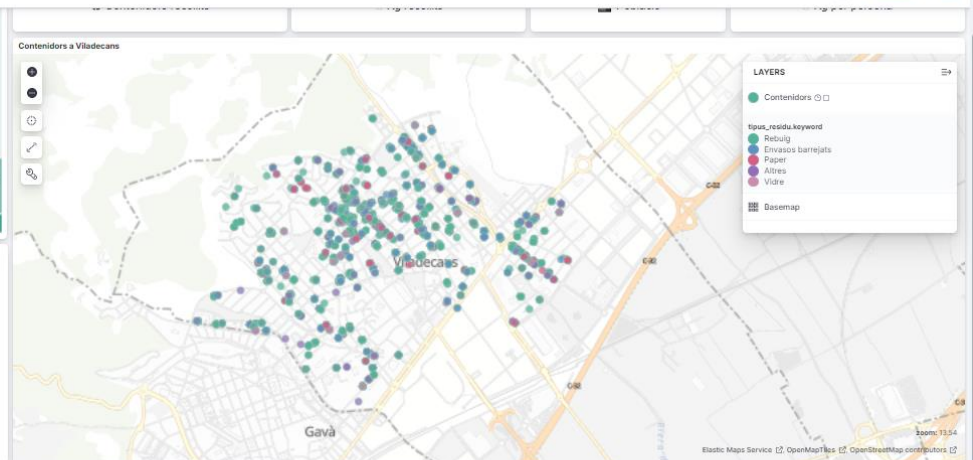 Contenidors a Viladecans
LAYERS
Contenidors
tipus_residu.keyword
Rebuig
Envasos barrejats
Paper
Altres
Vidre
Basemap
C-32
Viladecans
C-32
C-32
Gavà
zoom: 13.54
Elastic Maps Service, OpenMapTiles, OpenStreetMap contributors